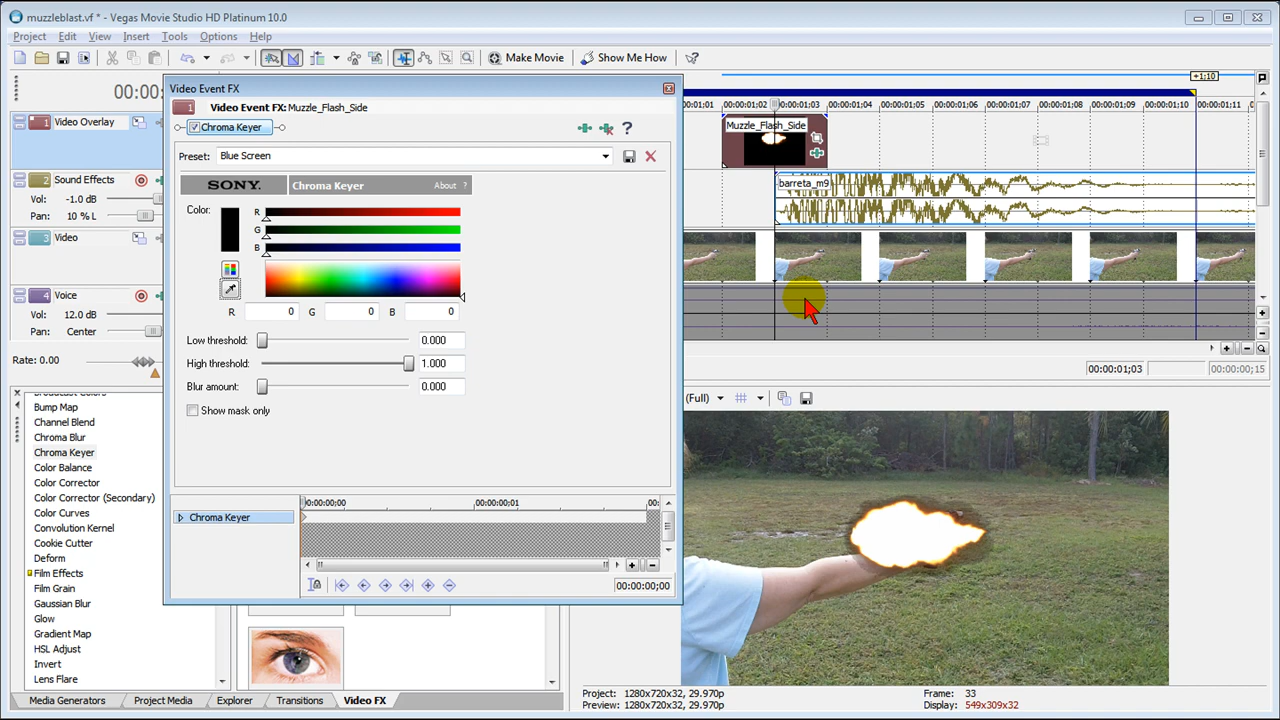 muzzleblast.vf * - Vegas Movie Studio HD Platinum 10.0
Project Edit View Insert Tools Options Help
Make Movie Show Me How
Video Event FX
Video Event FX: Muzzle_Flash_Side
Chroma Keyer
Preset: Blue Screen
SONY. Chroma Keyer About ?
Color:
R
G
B
R 0 G 0 B 0
Low threshold: 0.000
High threshold: 1.000
Blur amount: 0.000
Show mask only
00:00:00;00 00:00:00;01 00:
Chroma Keyer
00:00:00;00
00:00
1 Video Overlay
2 Sound Effects
Vol: -1.0 dB
Pan: 10 % L
3 Video
4 Voice
Vol: 12.0 dB
Pan: Center
Rate: 0.00
+1;10
00:00:01;01 00:00:01;02 00:00:01;03 00:00:01;04 00:00:01;05 00:00:01;06 00:00:01;07 00:00:01;08 00:00:01;09 00:00:01;10 00:00:01;11
Muzzle_Flash_Side
barreta_m9
00:00:01;03 00:00:00;15
Bump Map
Channel Blend
Chroma Blur
Chroma Keyer
Color Balance
Color Corrector
Color Corrector (Secondary)
Color Curves
Convolution Kernel
Cookie Cutter
Deform
Film Effects
Film Grain
Gaussian Blur
Glow
Gradient Map
HSL Adjust
Invert
Lens Flare
Media Generators Project Media Explorer Transitions Video FX
(Full)
Project: 1280x720x32, 29.970p Frame: 33
Preview: 1280x720x32, 29.970p Display: 549x309x32